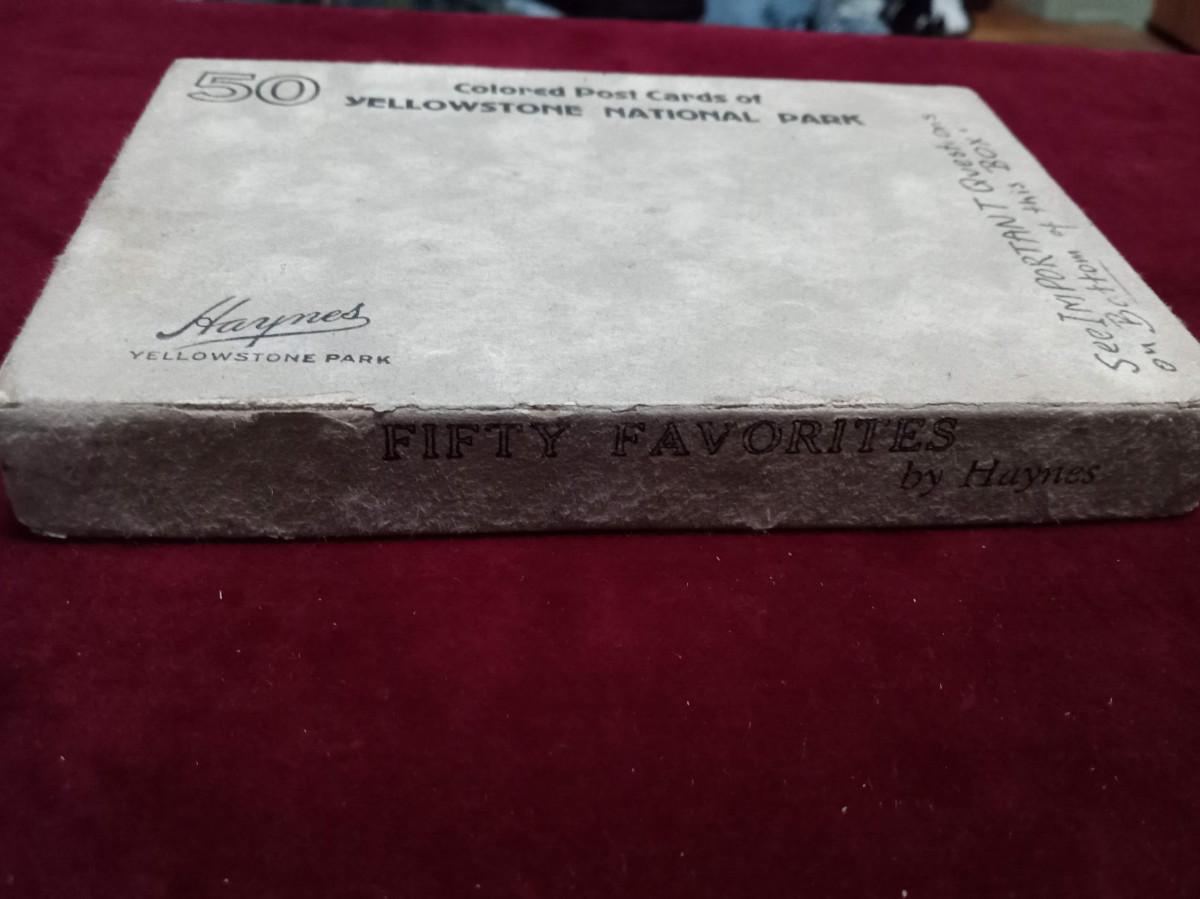 50
Colored Post Cards of
YELLOWSTONE NATIONAL PARK
See IMPORTANT Questions
on Bottom of this BOX.
Haynes
YELLOWSTONE PARK
FIFTY FAVORITES
by Haynes